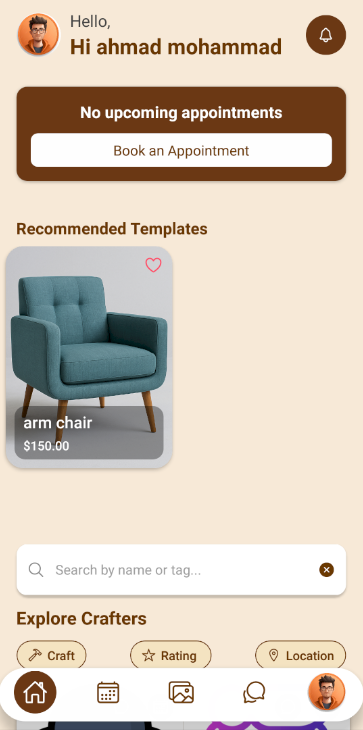 Hello,
Hi ahmad mohammad
No upcoming appointments
Book an Appointment
Recommended Templates
arm chair
$150.00
Search by name or tag...
Explore Crafters
Craft
Rating
Location